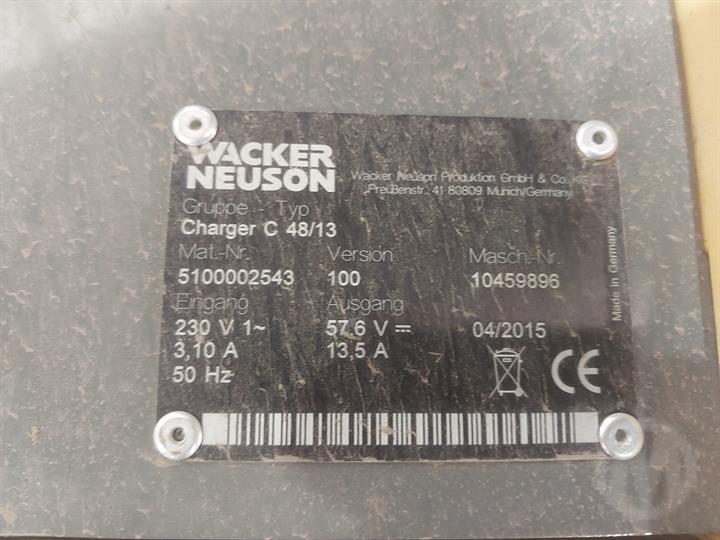 WACKER
NEUSON
Wacker Neuson Produktion GmbH & Co. KG
Preußenstr. 41 80809 Munich/Germany
Gruppe - Typ
Charger C 48/13
Mat.-Nr. Version Masch.-Nr.
5100002543 100 10459896
Eingang Ausgang
230 V 1~ 57,6 V ⎓ 04/2015
3,10 A 13,5 A
50 Hz
CE
Made in Germany